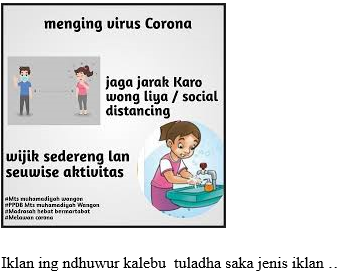 menging virus Corona
jaga jarak Karo
wong liya / social
distancing
wijik sedereng lan
seuwise aktivitas
#Mts muhamadiyah wangon
#PPDB Mts muhamadiyah Wangon
#Madrasah hebat bermartabat
#Melawan corona
Iklan ing ndhuwur kalebu tuladha saka jenis iklan ..